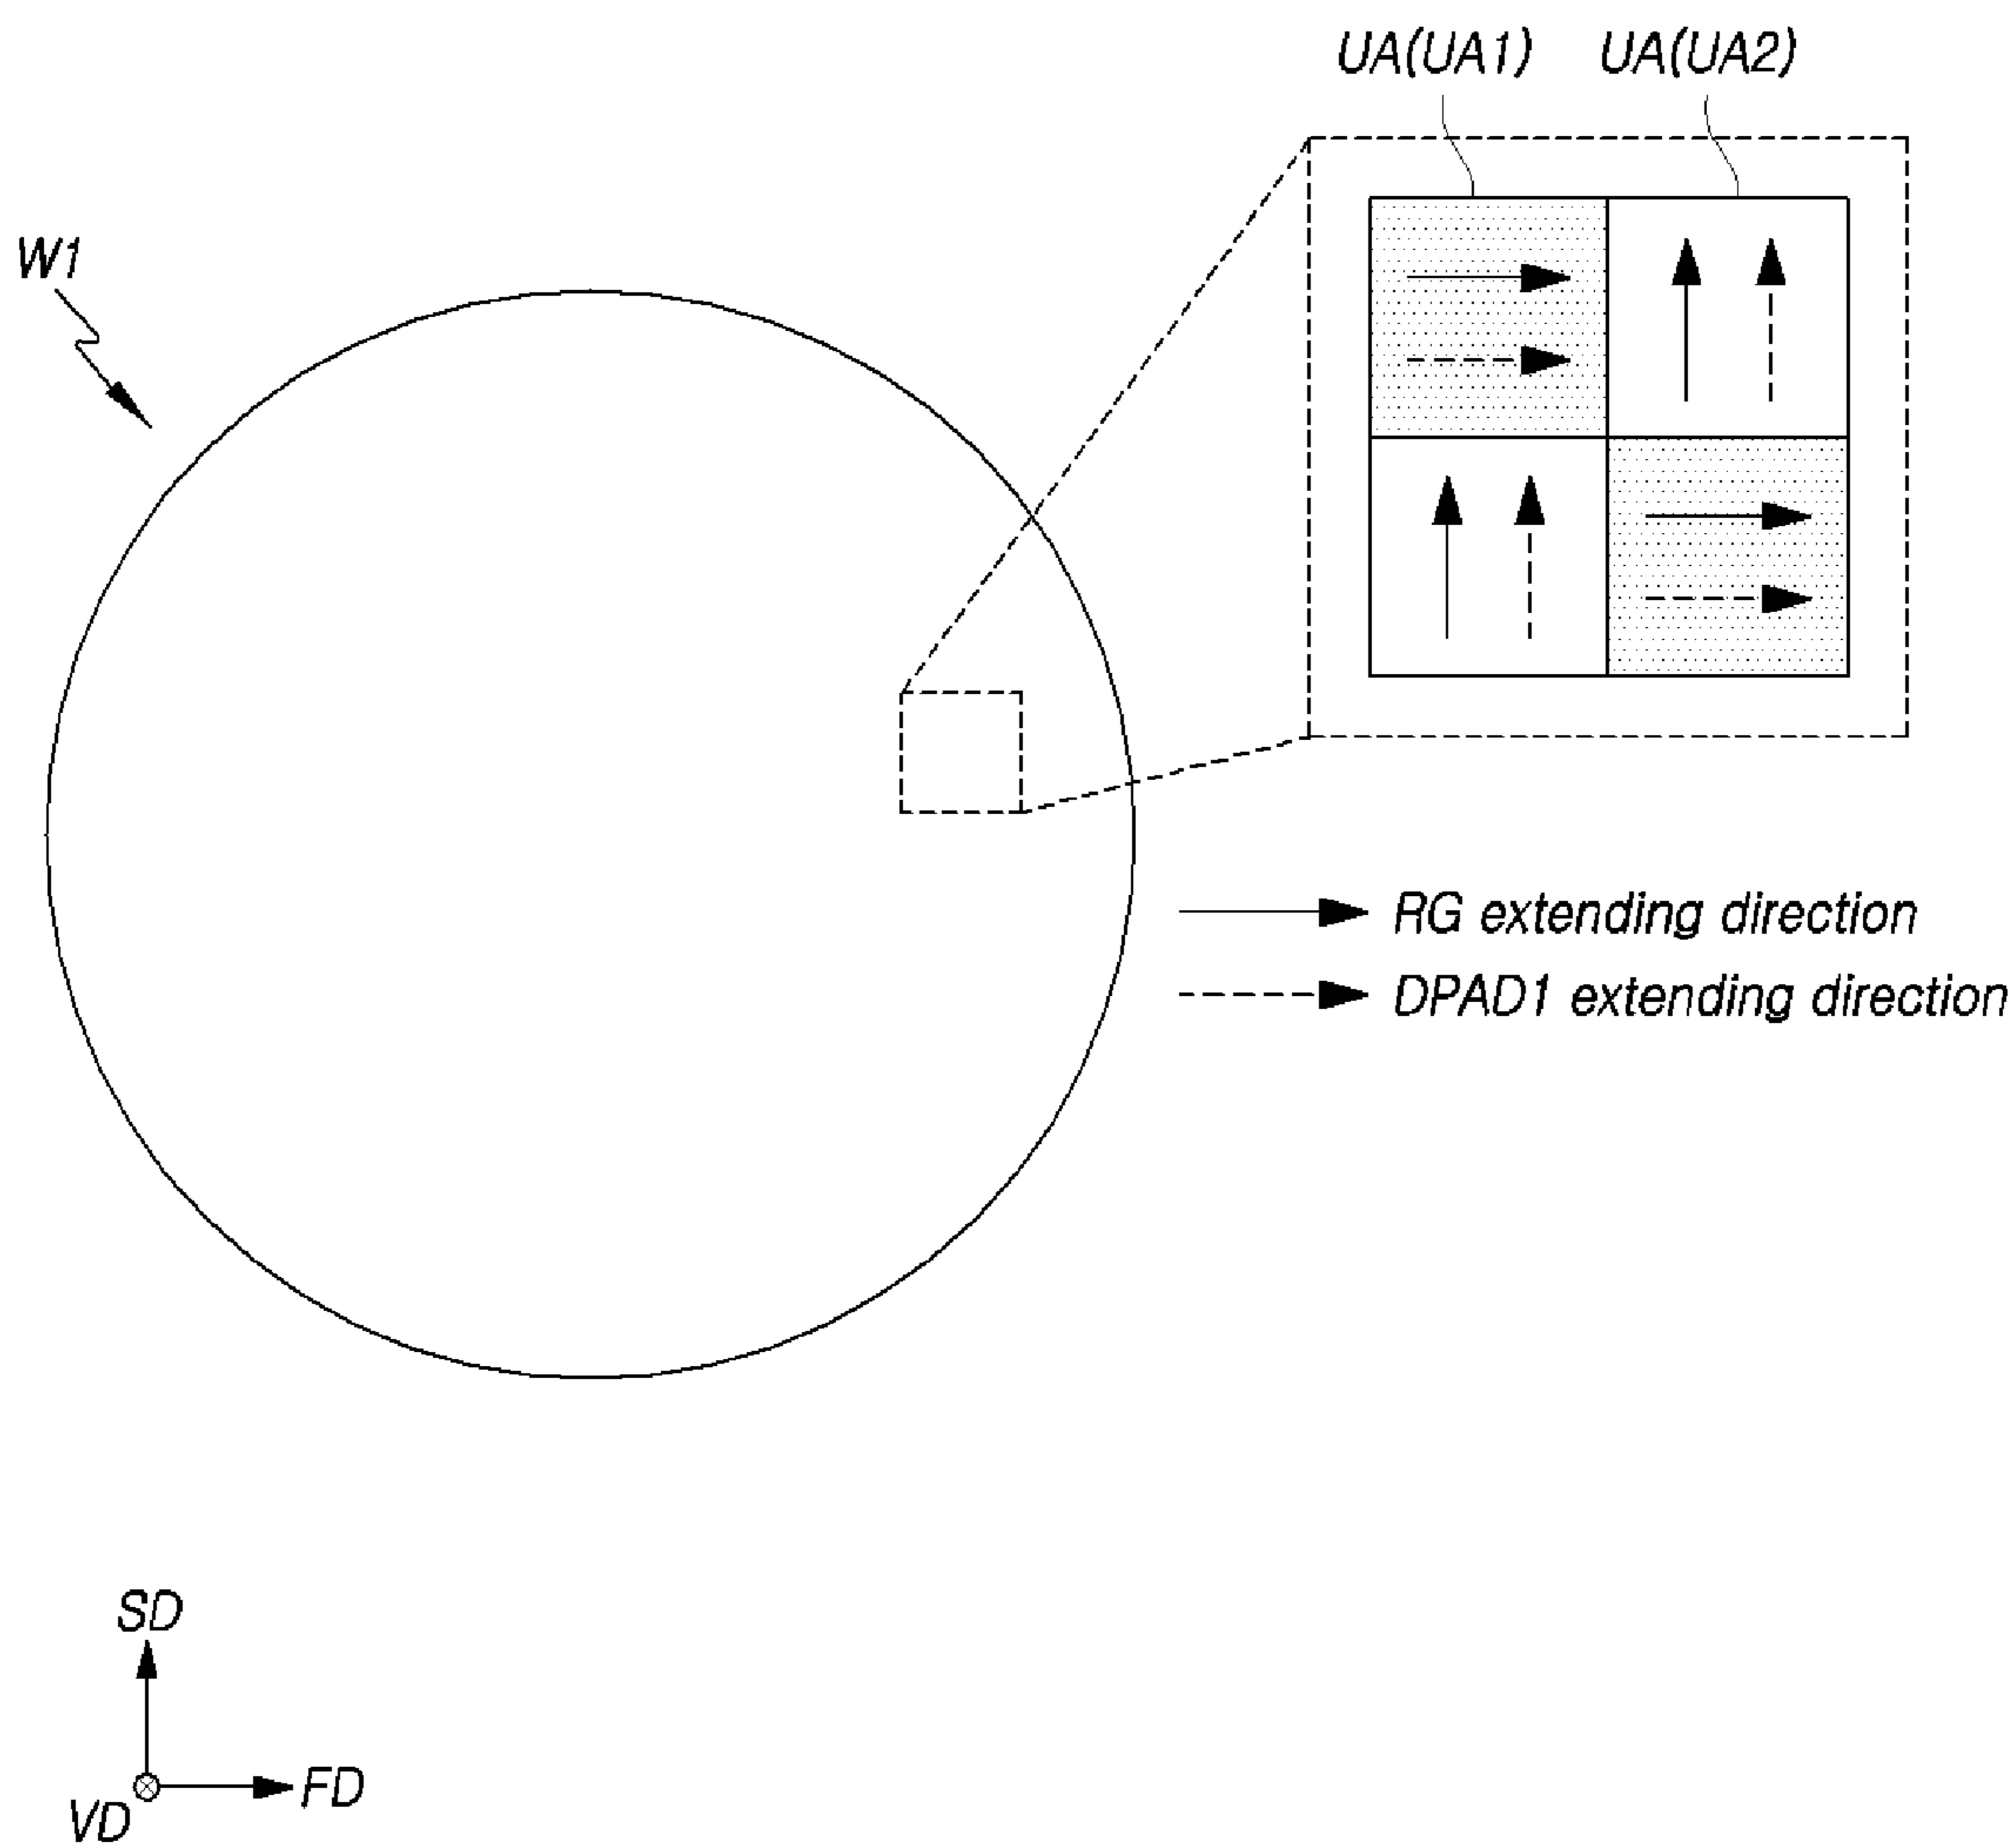 UA(UA1) UA(UA2)
W1
RG extending direction
DPAD1 extending direction
SD
FD
VD